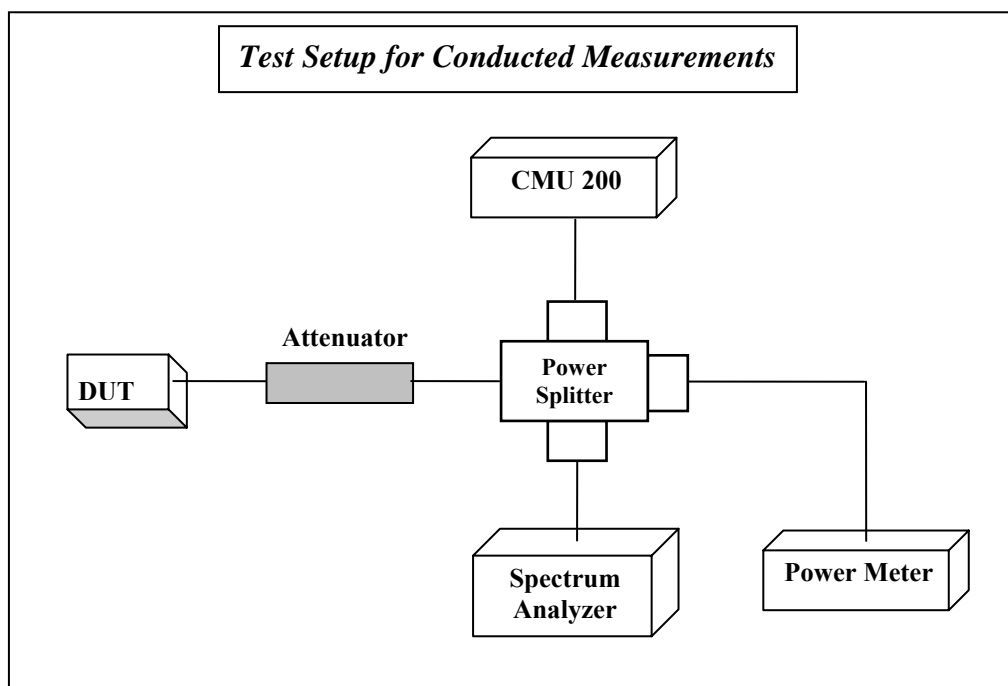 Test Setup for Conducted Measurements
CMU 200
Attenuator
DUT
Power
Splitter
Spectrum
Analyzer
Power Meter